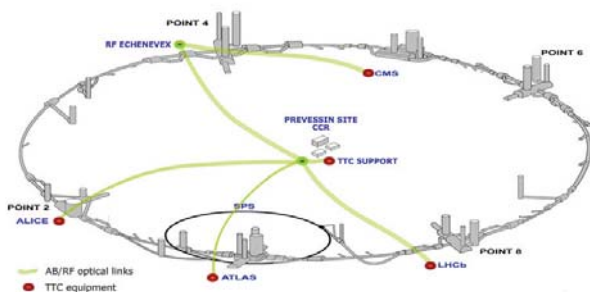 POINT 4
RF ECHENEVEX
POINT 6
CMS
PREVESSIN SITE
CCR
TTC SUPPORT
POINT 2
SPS
ALICE
POINT 8
LHCb
ATLAS
AB/RF optical links
TTC equipment